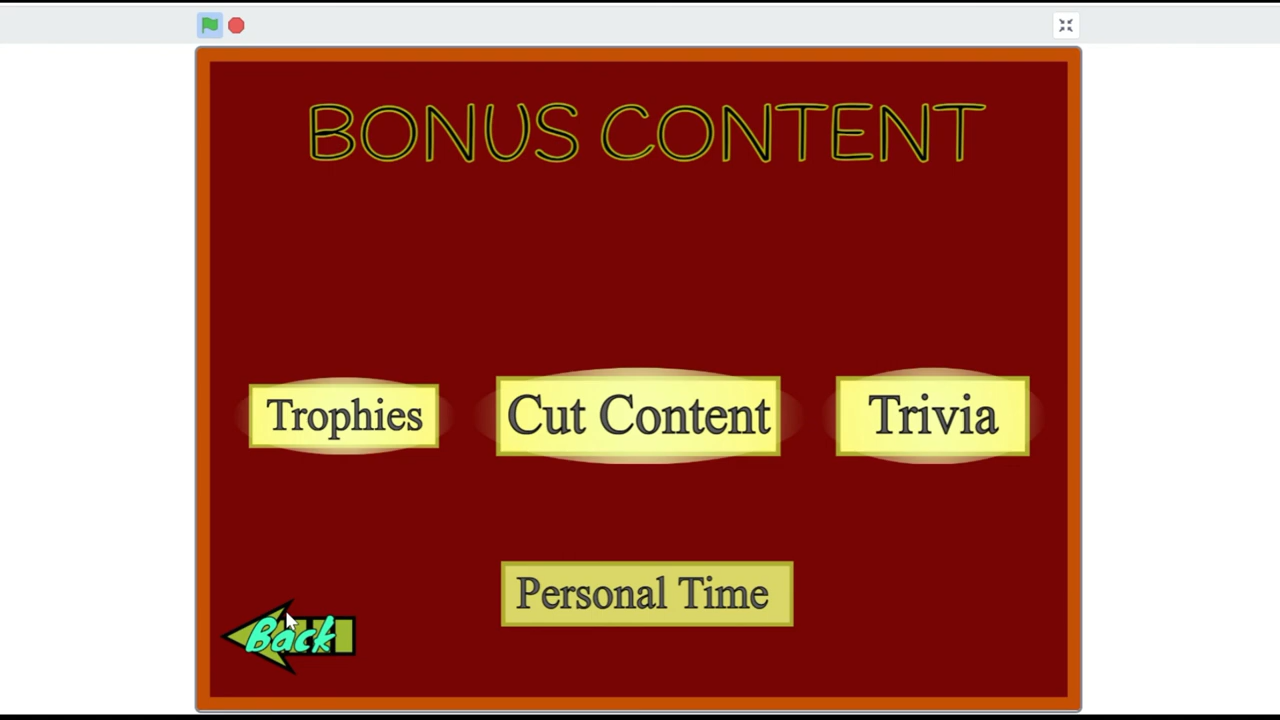 BONUS CONTENT
Trophies
Cut Content
Trivia
Personal Time
Back